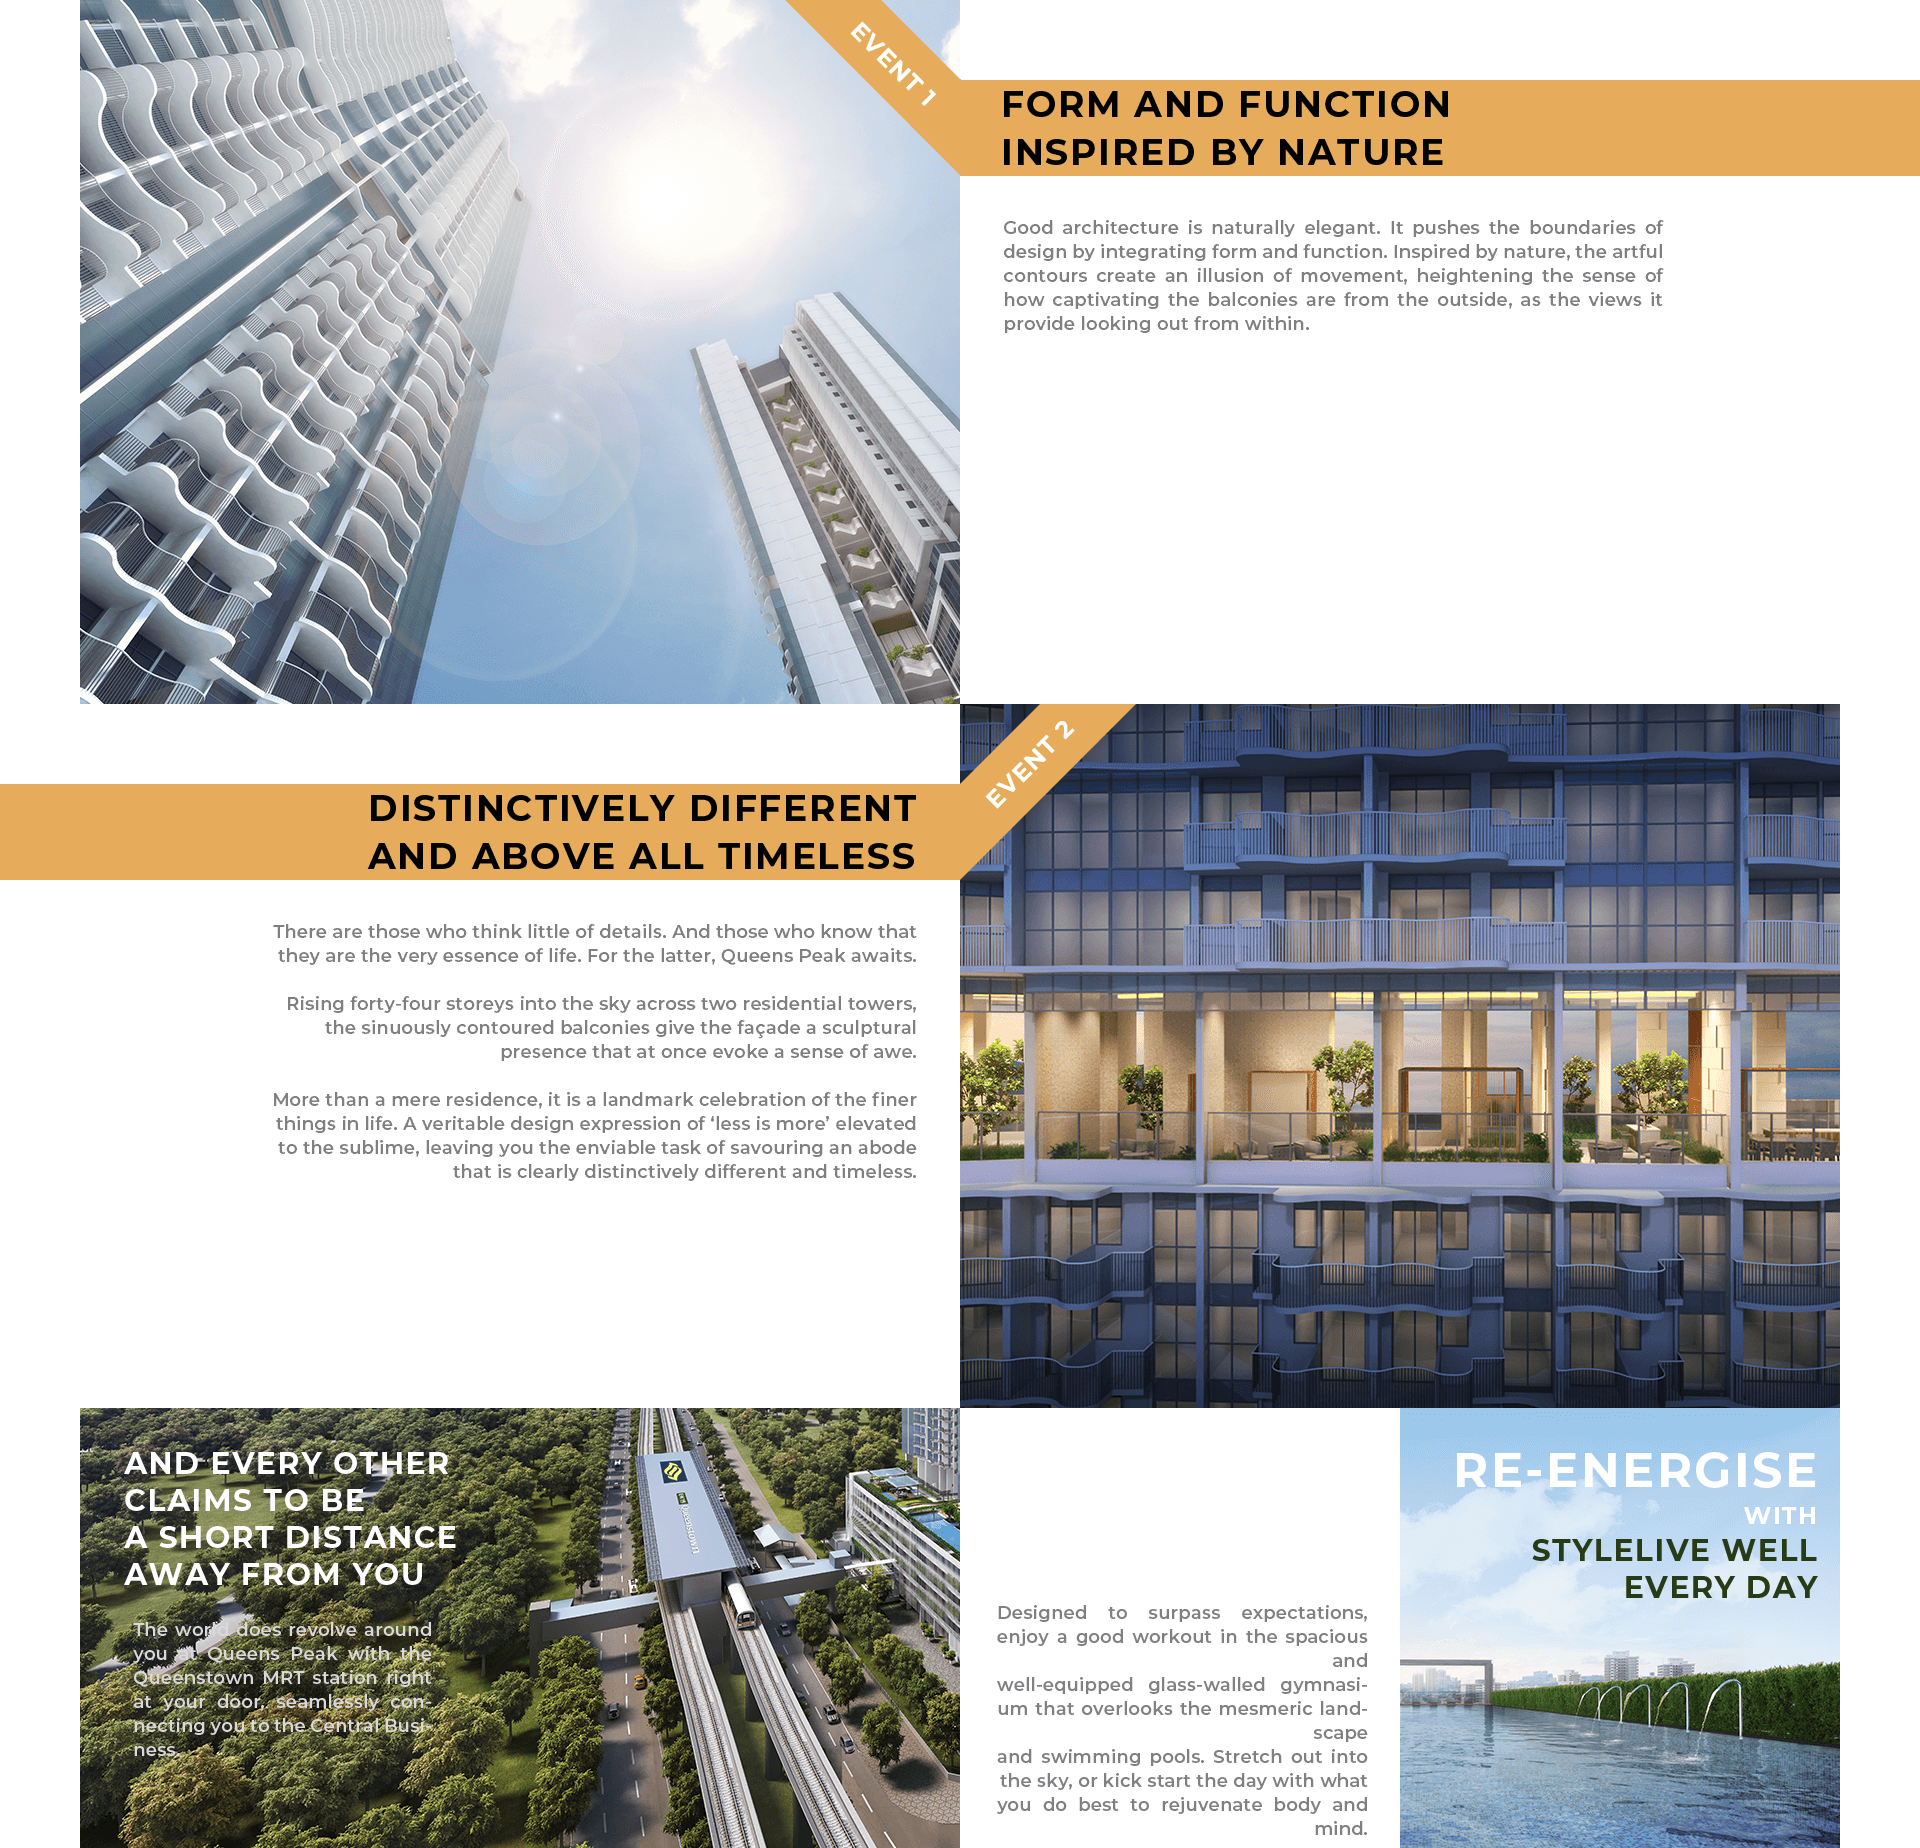 EVENT 1
FORM AND FUNCTION
INSPIRED BY NATURE
Good architecture is naturally elegant. It pushes the boundaries of
design by integrating form and function. Inspired by nature, the artful
contours create an illusion of movement, heightening the sense of
how captivating the balconies are from the outside, as the views it
provide looking out from within.
EVENT 2
DISTINCTIVELY DIFFERENT
AND ABOVE ALL TIMELESS
There are those who think little of details. And those who know that
they are the very essence of life. For the latter, Queens Peak awaits.
Rising forty-four storeys into the sky across two residential towers,
the sinuously contoured balconies give the façade a sculptural
presence that at once evoke a sense of awe.
More than a mere residence, it is a landmark celebration of the finer
things in life. A veritable design expression of ‘less is more’ elevated
to the sublime, leaving you the enviable task of savouring an abode
that is clearly distinctively different and timeless.
AND EVERY OTHER
CLAIMS TO BE
A SHORT DISTANCE
AWAY FROM YOU
The world does revolve around
you at Queens Peak with the
Queenstown MRT station right
at your door, seamlessly con-
necting you to the Central Busi-
ness.
Queenstown
Designed to surpass expectations,
enjoy a good workout in the spacious
and
well-equipped glass-walled gymnasi-
um that overlooks the mesmeric land-
scape
and swimming pools. Stretch out into
the sky, or kick start the day with what
you do best to rejuvenate body and
mind.
RE-ENERGISE
WITH
STYLELIVE WELL
EVERY DAY